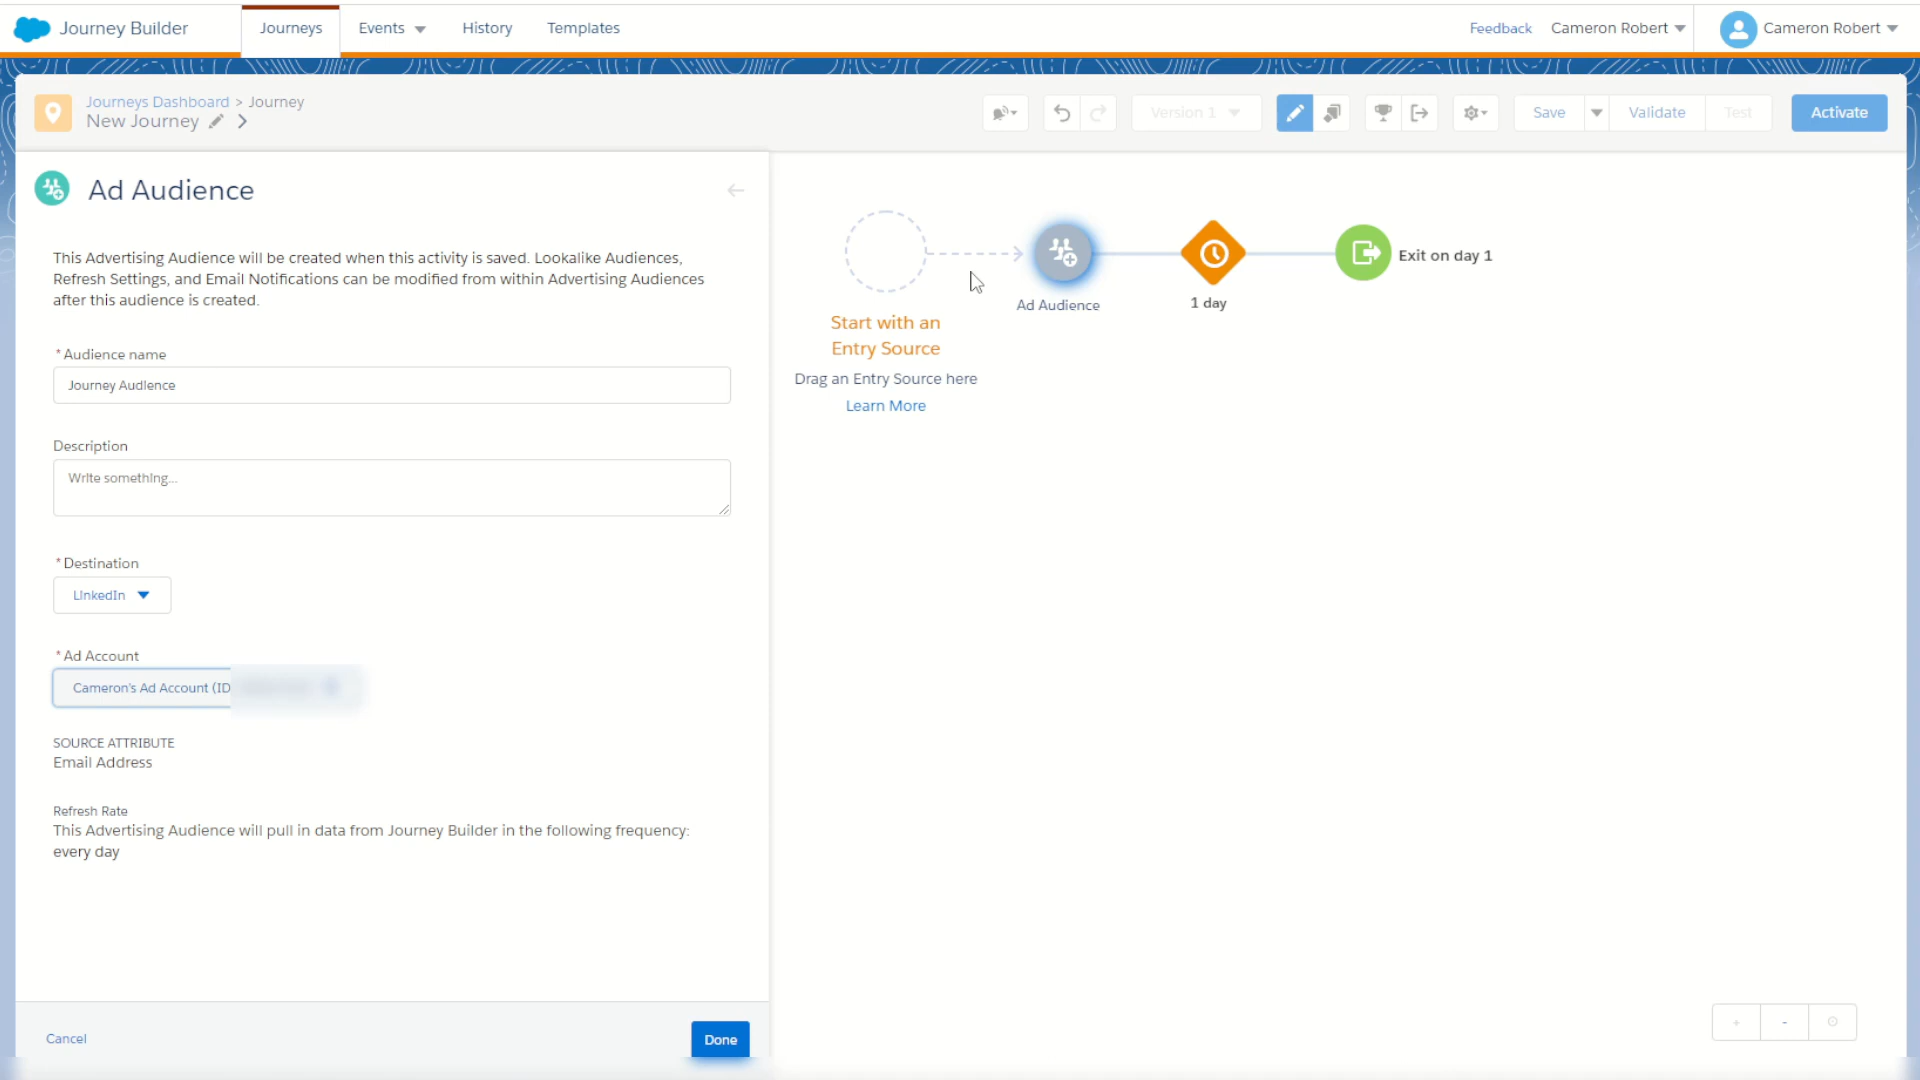 Journey Builder
Journeys
Events
History
Templates
Feedback
Cameron Robert
Cameron Robert
Journeys Dashboard > Journey
New Journey
Version 1
Save
Validate
Test
Activate
Ad Audience
This Advertising Audience will be created when this activity is saved. Lookalike Audiences,
Refresh Settings, and Email Notifications can be modified from within Advertising Audiences
after this audience is created.
* Audience name
Journey Audience
Description
Write something...
* Destination
LinkedIn
* Ad Account
Cameron's Ad Account (ID
SOURCE ATTRIBUTE
Email Address
Refresh Rate
This Advertising Audience will pull in data from Journey Builder in the following frequency:
every day
Cancel
Done
Start with an
Entry Source
Drag an Entry Source here
Learn More
Ad Audience
1 day
Exit on day 1